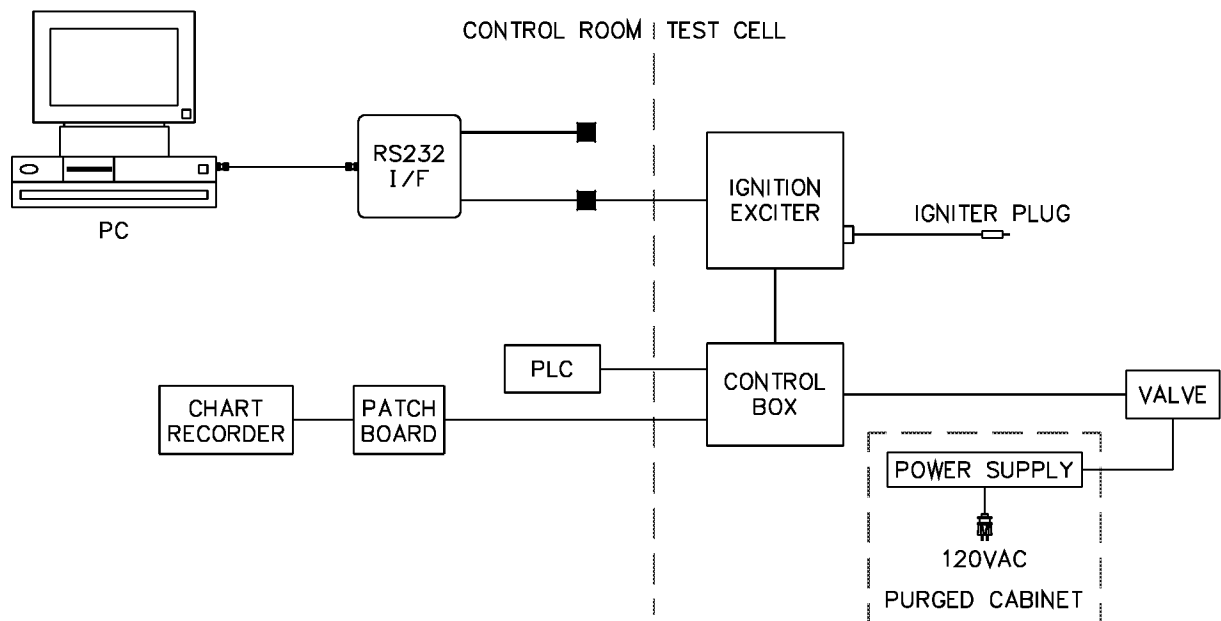 CONTROL ROOM TEST CELL
RS232
I/F
PC
IGNITION
EXCITER
IGNITER PLUG
PLC
CONTROL
BOX
VALVE
CHART
RECORDER
PATCH
BOARD
POWER SUPPLY
120VAC
PURGED CABINET